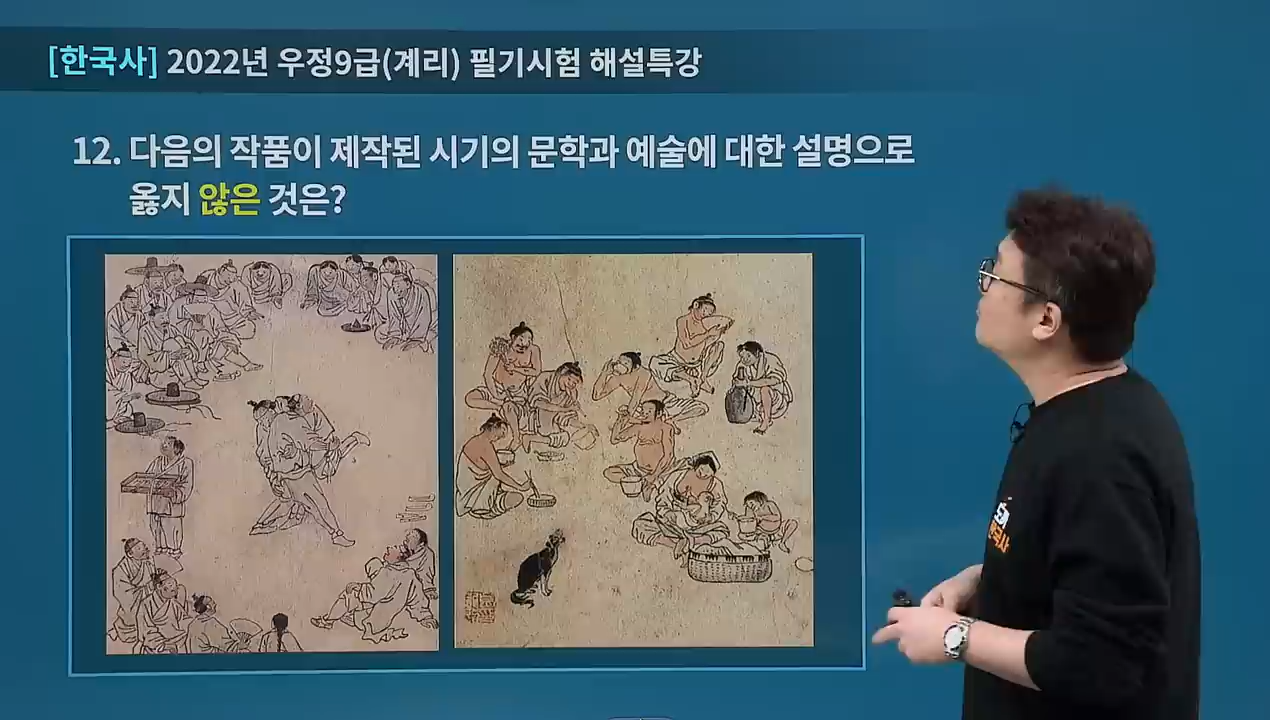 [한국사] 2022년 우정9급(계리) 필기시험 해설특강
12. 다음의 작품이 제작된 시기의 문학과 예술에 대한 설명으로
옳지 않은 것은?